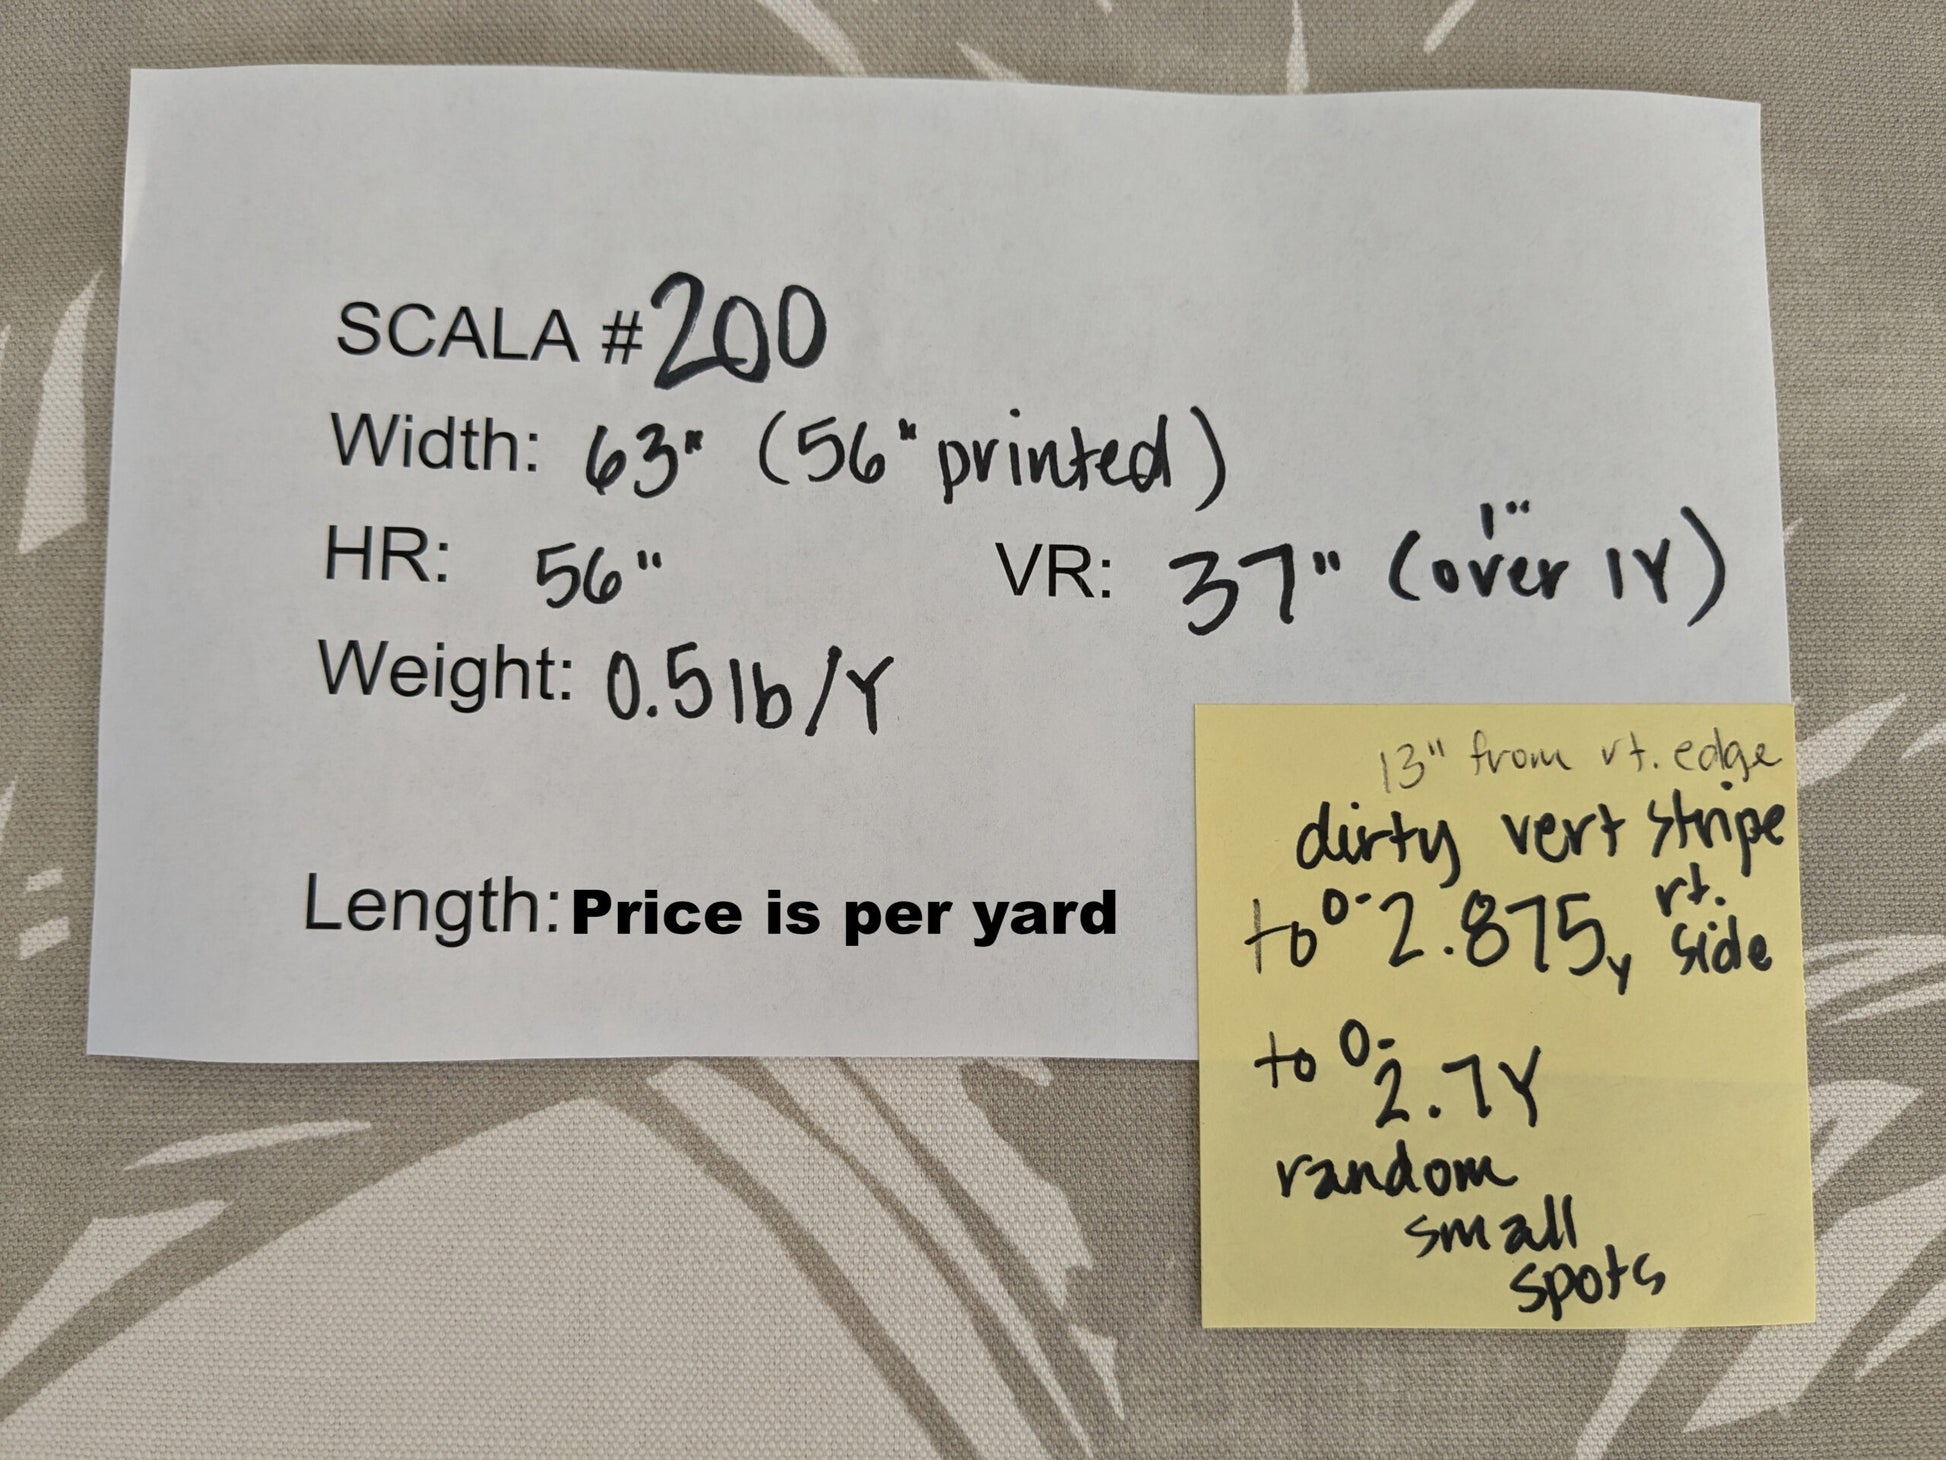 SCALA #200
Width: 63" (56" printed)
HR: 56" VR: 37" (1" over 1Y)
Weight: 0.5 lb/Y
Length: Price is per yard
13" from rt. edge
dirty vert stripe
to 0-2.875y rt. side
to 0-2.7Y
random
small
spots